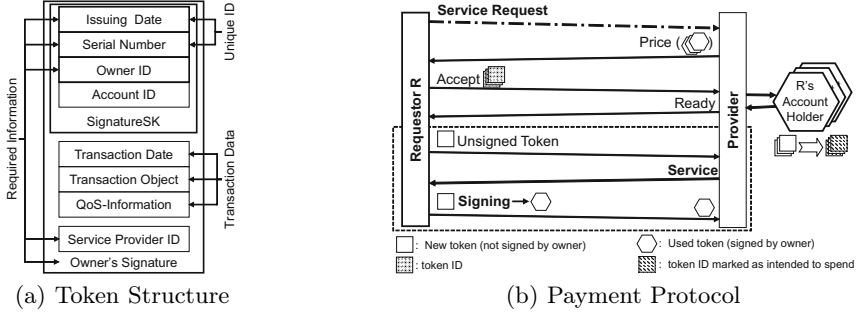 Issuing Date
Serial Number
Owner ID
Account ID
SignatureSK
Transaction Date
Transaction Object
QoS-Information
Service Provider ID
Owner's Signature
Required Information
Unique ID
Transaction Data
(a) Token Structure
Service Request
Price ( )
Accept
Ready
Unsigned Token
Service
Signing
Requestor R
Provider
R's
Account
Holder
: New token (not signed by owner)
: Used token (signed by owner)
: token ID
: token ID marked as intended to spend
(b) Payment Protocol